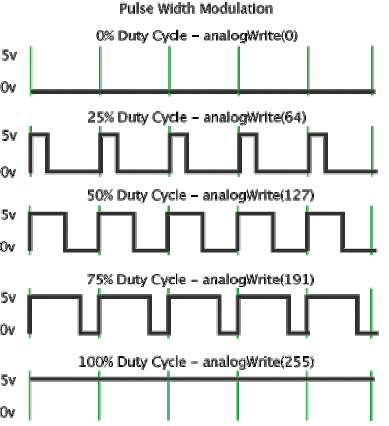 Pulse Width Modulation
0% Duty Cycle – analogWrite(0)
5v
0v
25% Duty Cycle – analogWrite(64)
5v
0v
50% Duty Cycle – analogWrite(127)
5v
0v
75% Duty Cycle – analogWrite(191)
5v
0v
100% Duty Cycle – analogWrite(255)
5v
0v